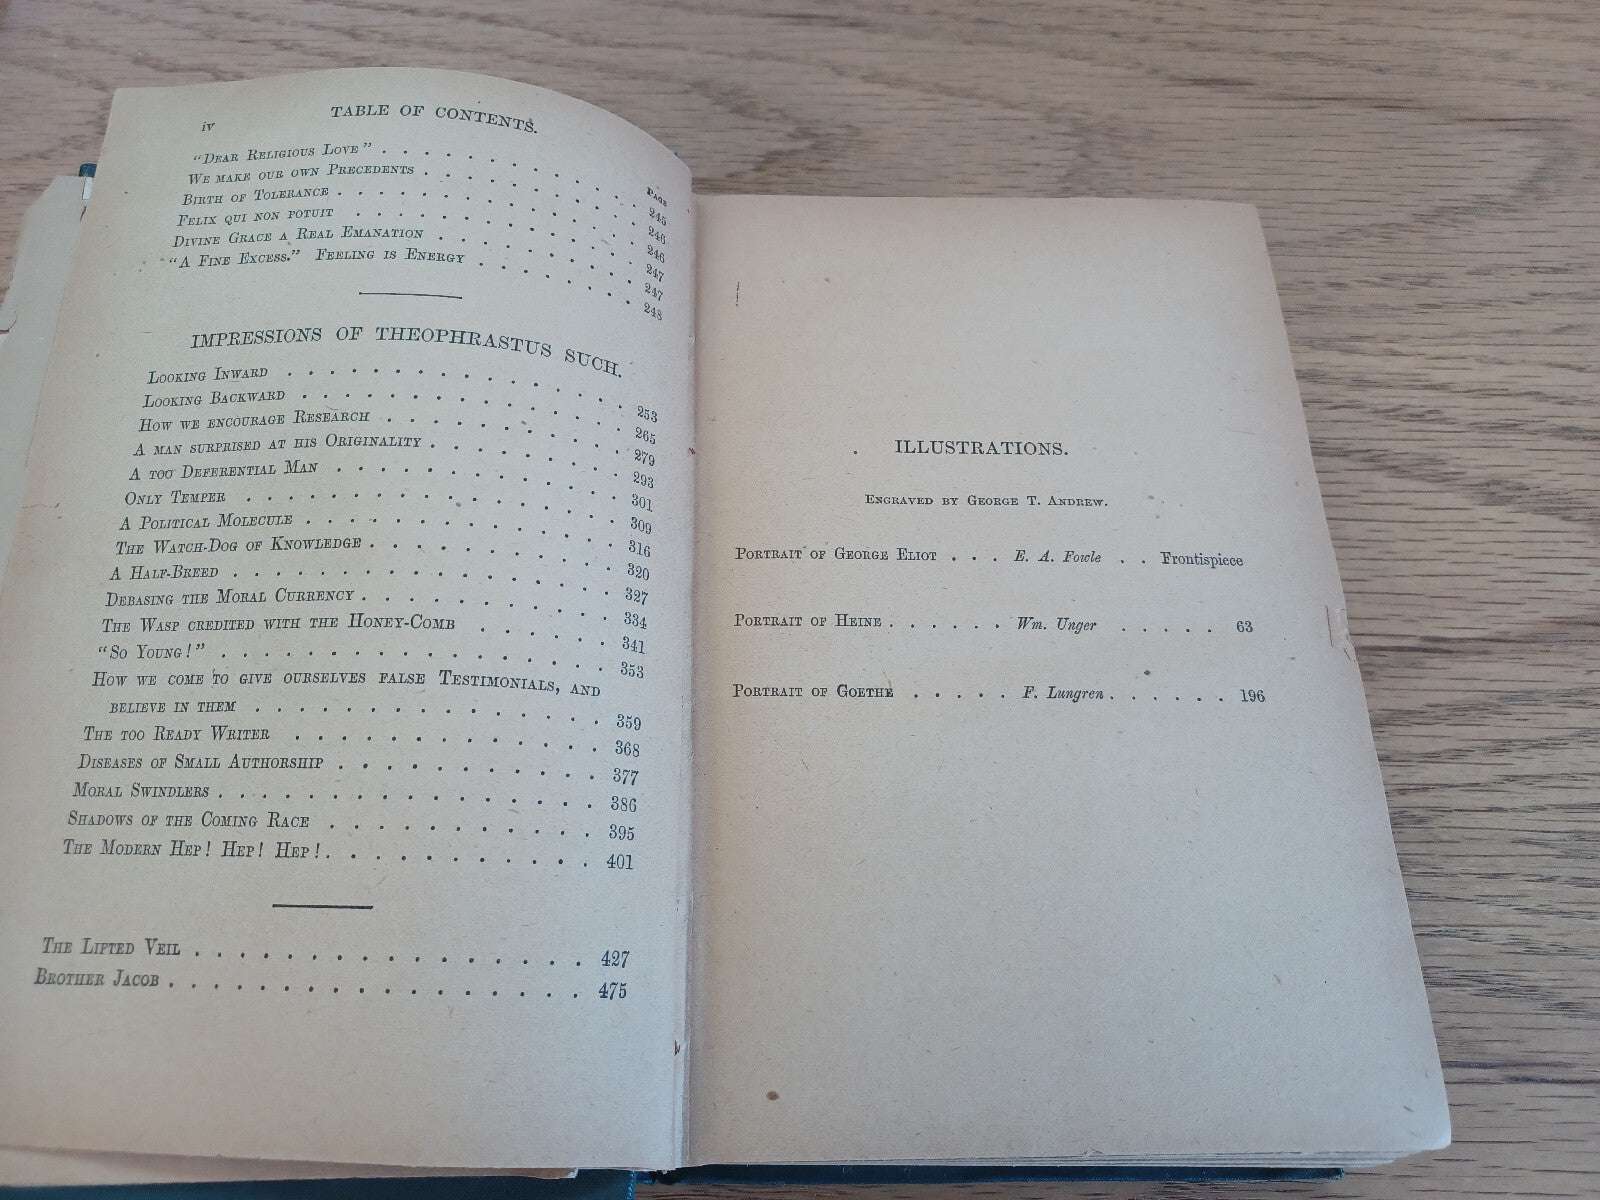 iv
TABLE OF CONTENTS.
PAGE
"DEAR RELIGIOUS LOVE" . . . . . . . . . 245
WE MAKE OUR OWN PRECEDENTS . . . . . . . . 246
BIRTH OF TOLERANCE . . . . . . . . . . 246
FELIX QUI NON POTUIT . . . . . . . . . 247
DIVINE GRACE A REAL EMANATION . . . . . . . 247
"A FINE EXCESS." FEELING IS ENERGY . . . . . . 248
IMPRESSIONS OF THEOPHRASTUS SUCH.
LOOKING INWARD . . . . . . . . . . . 253
LOOKING BACKWARD . . . . . . . . . . 265
HOW WE ENCOURAGE RESEARCH . . . . . . . . 279
A MAN SURPRISED AT HIS ORIGINALITY . . . . . . 293
A TOO DEFERENTIAL MAN . . . . . . . . . 301
ONLY TEMPER . . . . . . . . . . . . 309
A POLITICAL MOLECULE . . . . . . . . . . 316
THE WATCH-DOG OF KNOWLEDGE . . . . . . . . 320
A HALF-BREED . . . . . . . . . . . . 327
DEBASING THE MORAL CURRENCY . . . . . . . . 334
THE WASP CREDITED WITH THE HONEY-COMB . . . . . 341
"SO YOUNG!" . . . . . . . . . . . . 353
HOW WE COME TO GIVE OURSELVES FALSE TESTIMONIALS, AND
BELIEVE IN THEM . . . . . . . . . . . 359
THE TOO READY WRITER . . . . . . . . . . 368
DISEASES OF SMALL AUTHORSHIP . . . . . . . . 377
MORAL SWINDLERS . . . . . . . . . . . 386
SHADOWS OF THE COMING RACE . . . . . . . . 395
THE MODERN HEP! HEP! HEP! . . . . . . . . . 401
THE LIFTED VEIL . . . . . . . . . . . . 427
BROTHER JACOB . . . . . . . . . . . . . 475
ILLUSTRATIONS.
ENGRAVED BY GEORGE T. ANDREW.
PORTRAIT OF GEORGE ELIOT . . . E. A. Fowle . . Frontispiece
PORTRAIT OF HEINE . . . . . . Wm. Unger . . . . . 63
PORTRAIT OF GOETHE . . . . . F. Lungren . . . . . . 196